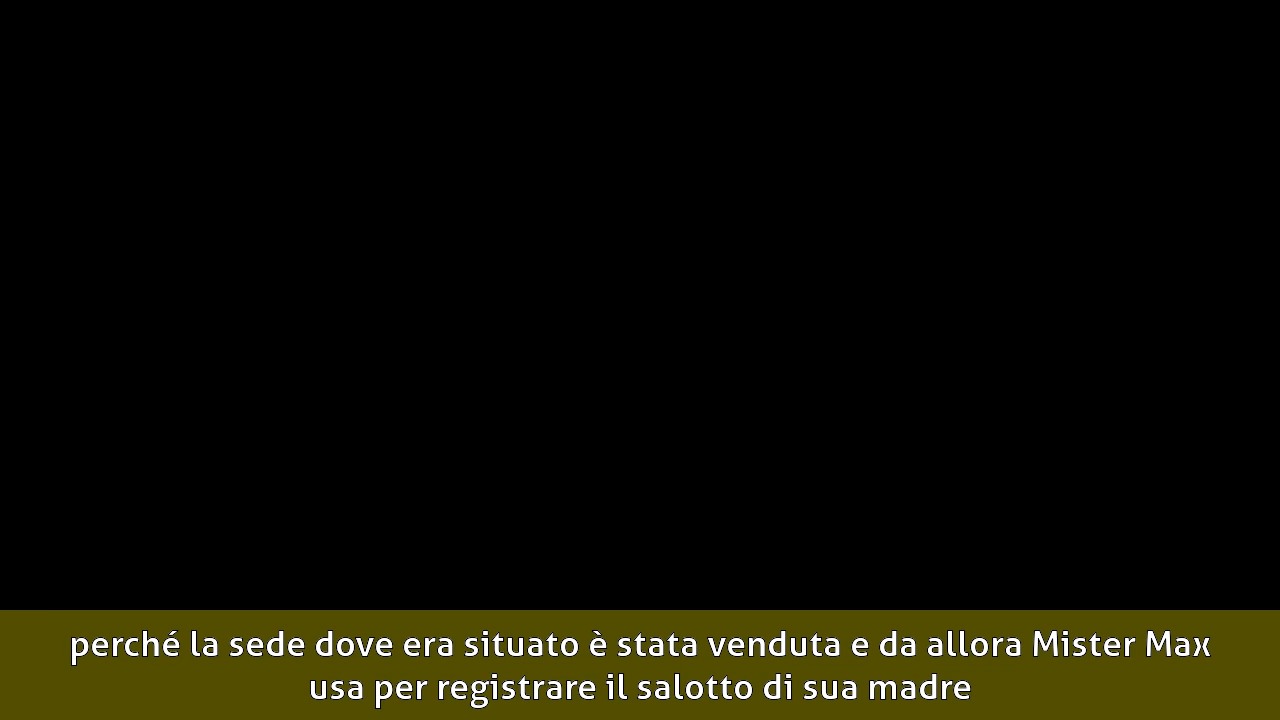 perché la sede dove era situato è stata venduta e da allora Mister Max
usa per registrare il salotto di sua madre